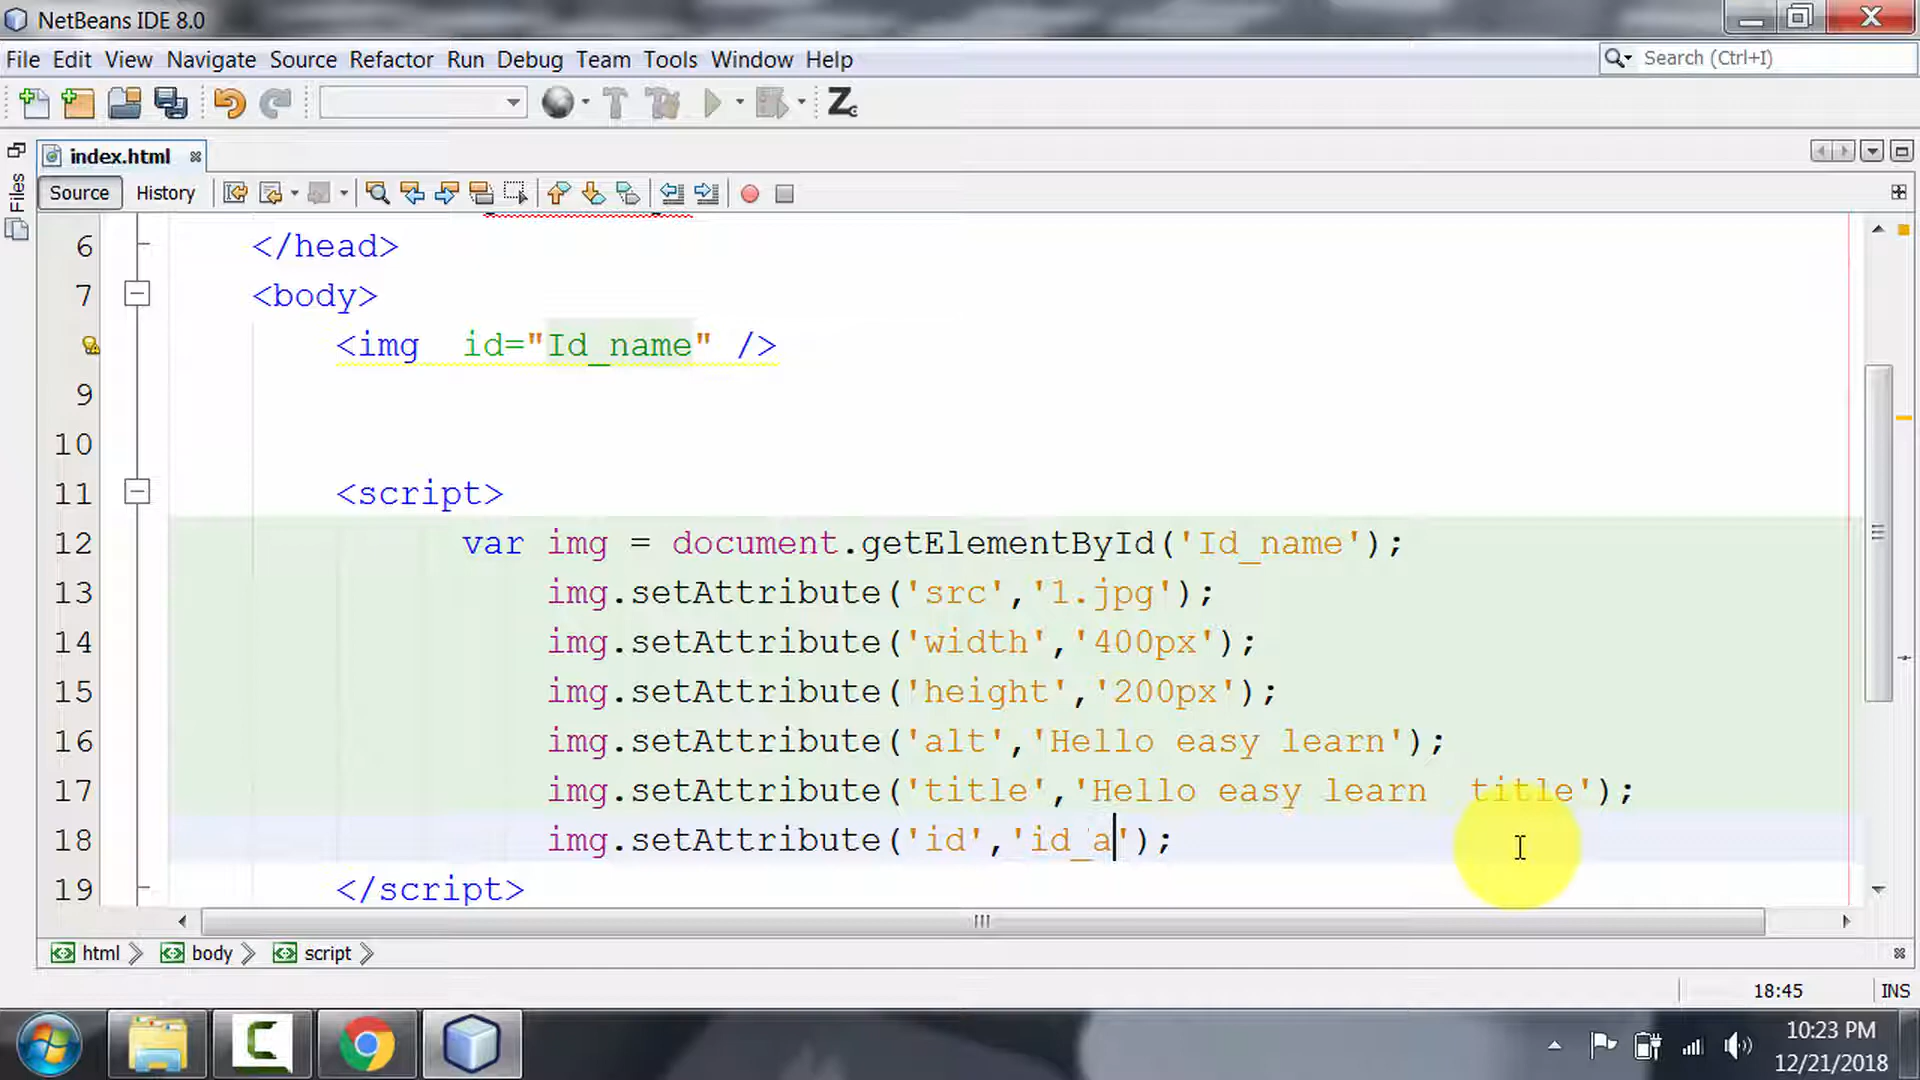 NetBeans IDE 8.0
File Edit View Navigate Source Refactor Run Debug Team Tools Window Help
Search (Ctrl+I)
index.html
Files
Source History
6 </head>
7 <body>
<img  id="Id_name" />
9
10
11 <script>
12 var img = document.getElementById('Id_name');
13 img.setAttribute('src','1.jpg');
14 img.setAttribute('width','400px');
15 img.setAttribute('height','200px');
16 img.setAttribute('alt','Hello easy learn');
17 img.setAttribute('title','Hello easy learn  title');
18 img.setAttribute('id','id_a');
19 </script>
html body script
18:45 INS
10:23 PM
12/21/2018